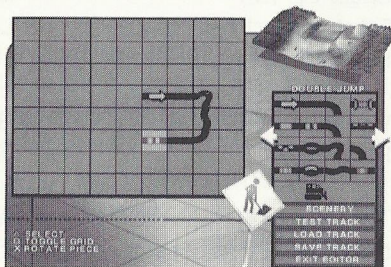 DOUBLE JUMP
△ SELECT
□ TOGGLE GRID
X ROTATE PIECE
SCENERY
TEST TRACK
LOAD TRACK
SAVE TRACK
EXIT EDITOR